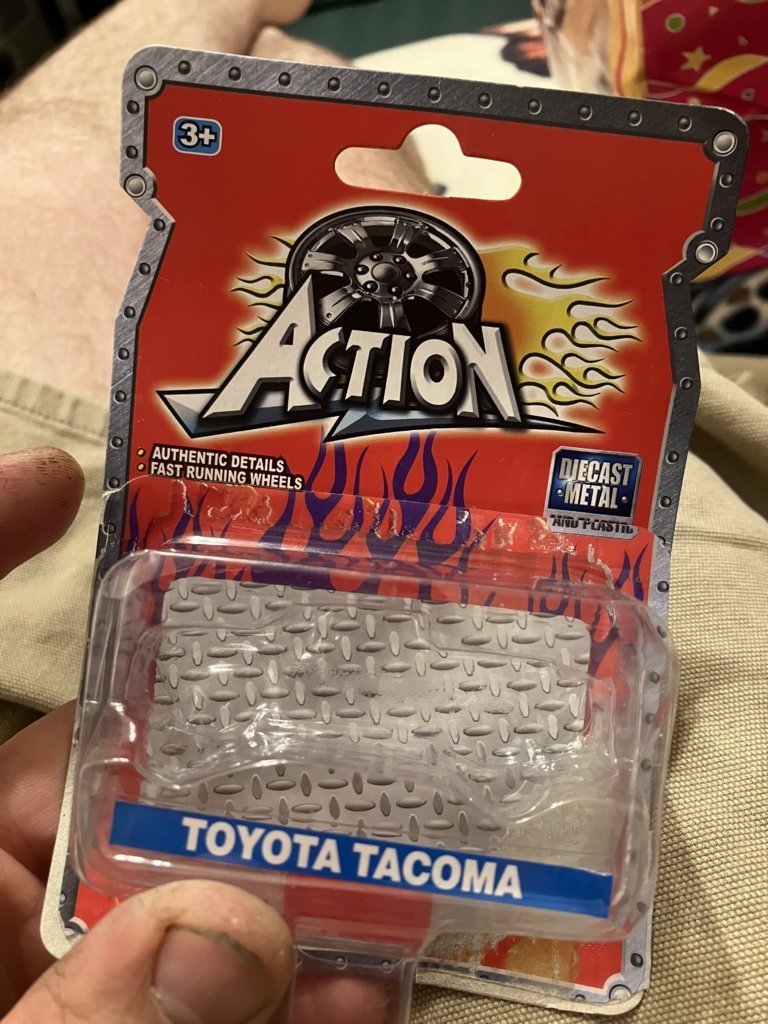 3+
ACTION
AUTHENTIC DETAILS
FAST RUNNING WHEELS
DIECAST
METAL
AND PLASTIC
TOYOTA TACOMA